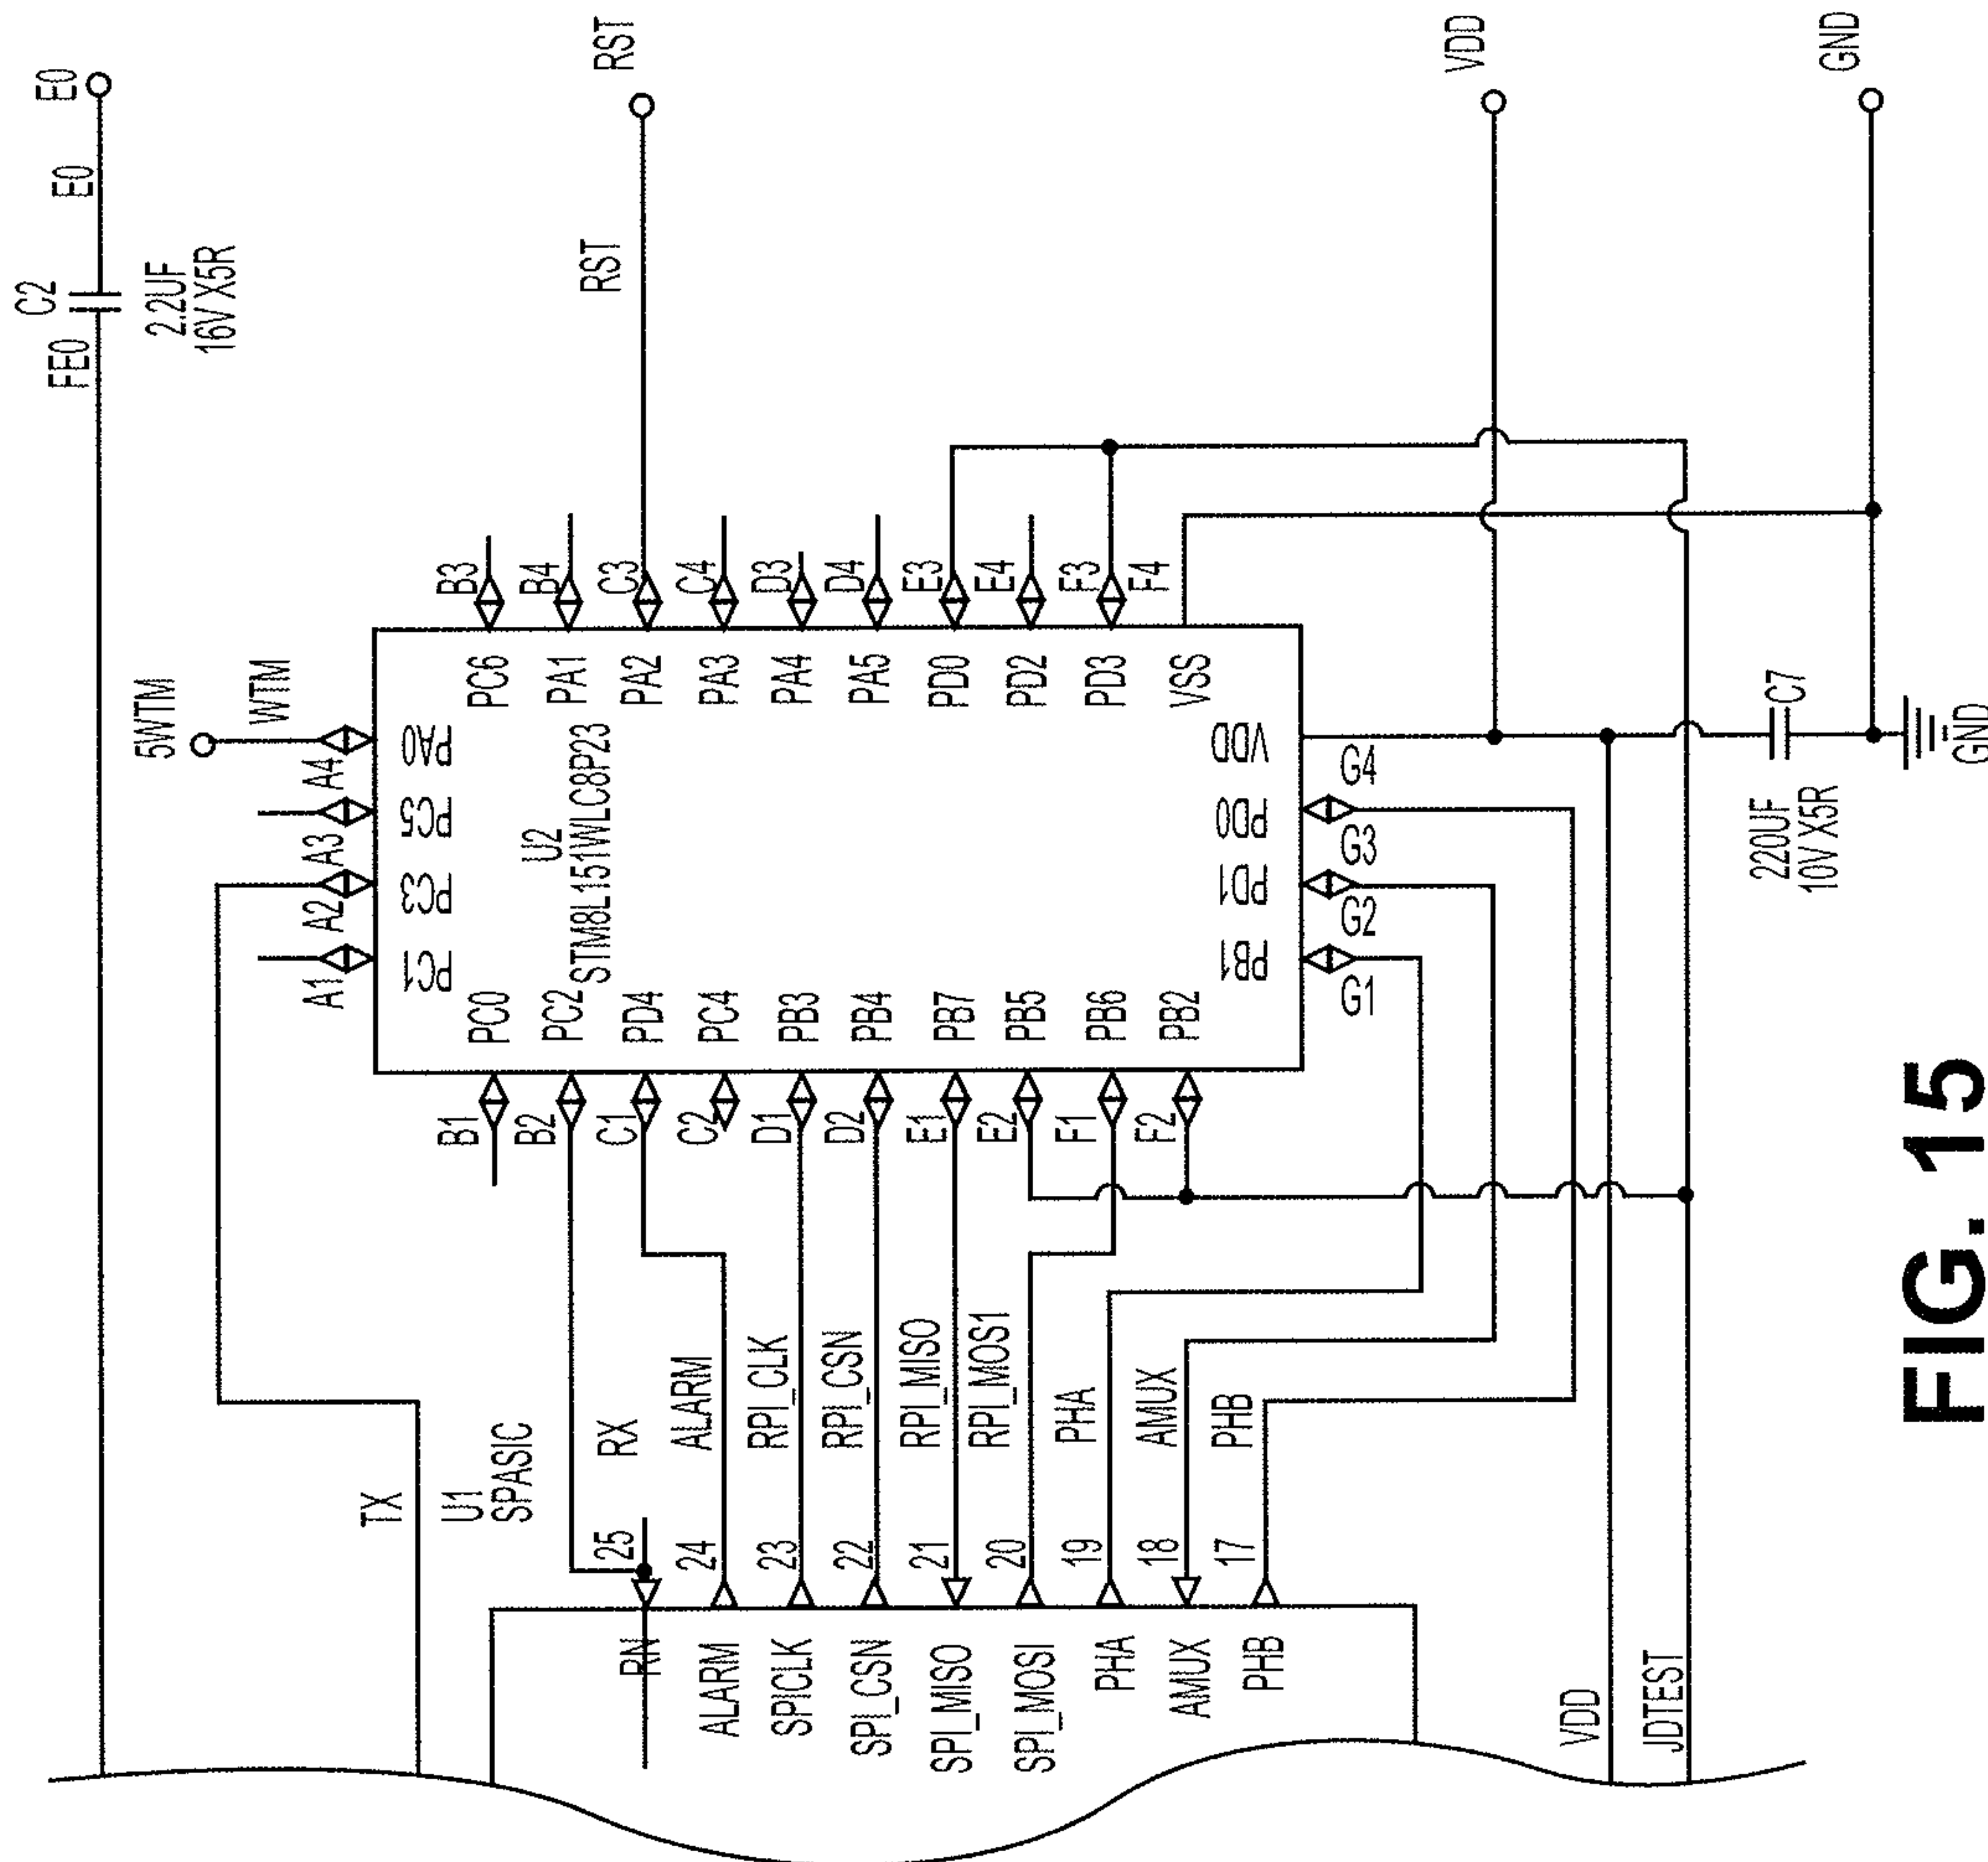 FE0
C2
E0
E0
2.2UF
16V X5R
TX
U1
SPASIC
5WTM
WTM
A1
A2
A3
A4
PC1
PC3
PC5
PA0
U2
STM8L151WLC8P23
B1
PC0
PC6
B3
B2
PC2
PA1
B4
C1
PD4
PA2
C3
RST
RST
C2
PC4
PA3
C4
D1
PB3
PA4
D3
D2
PB4
PA5
D4
E1
PB7
PD0
E3
E2
PB5
PD2
E4
F1
PB6
PD3
F3
F2
PB2
VSS
F4
PB1
PD1
PD0
VDD
G1
G2
G3
G4
RN
25
RX
ALARM
24
ALARM
SPICLK
23
RPI_CLK
SPI_CSN
22
RPI_CSN
SPI_MISO
21
RPI_MISO
SPI_MOSI
20
RPI_MOS1
PHA
19
PHA
AMUX
18
AMUX
PHB
17
PHB
VDD
VDD
JDTEST
220UF
10V X5R
C7
GND
GND
FIG. 15